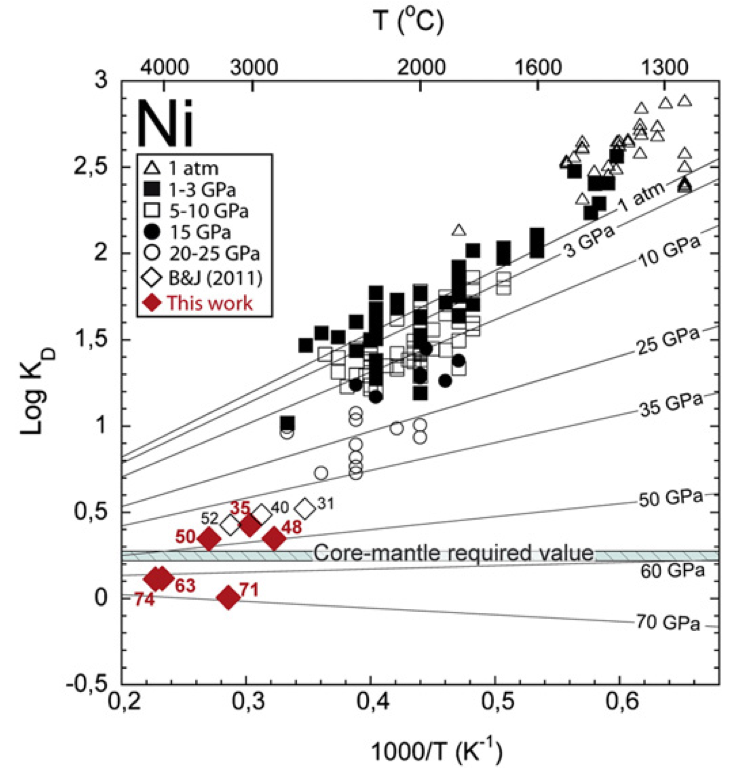 T (°C)
4000 3000 2000 1600 1300
3
Ni
1 atm
1-3 GPa
5-10 GPa
15 GPa
20-25 GPa
B&J (2011)
This work
2,5
1 atm
3 GPa
2
10 GPa
1,5
25 GPa
Log K_D
1
35 GPa
0,5
52 35 40 31
50 GPa
50 48
Core-mantle required value
60 GPa
0
74 63 71
70 GPa
-0,5
0,2 0,3 0,4 0,5 0,6
1000/T (K⁻¹)